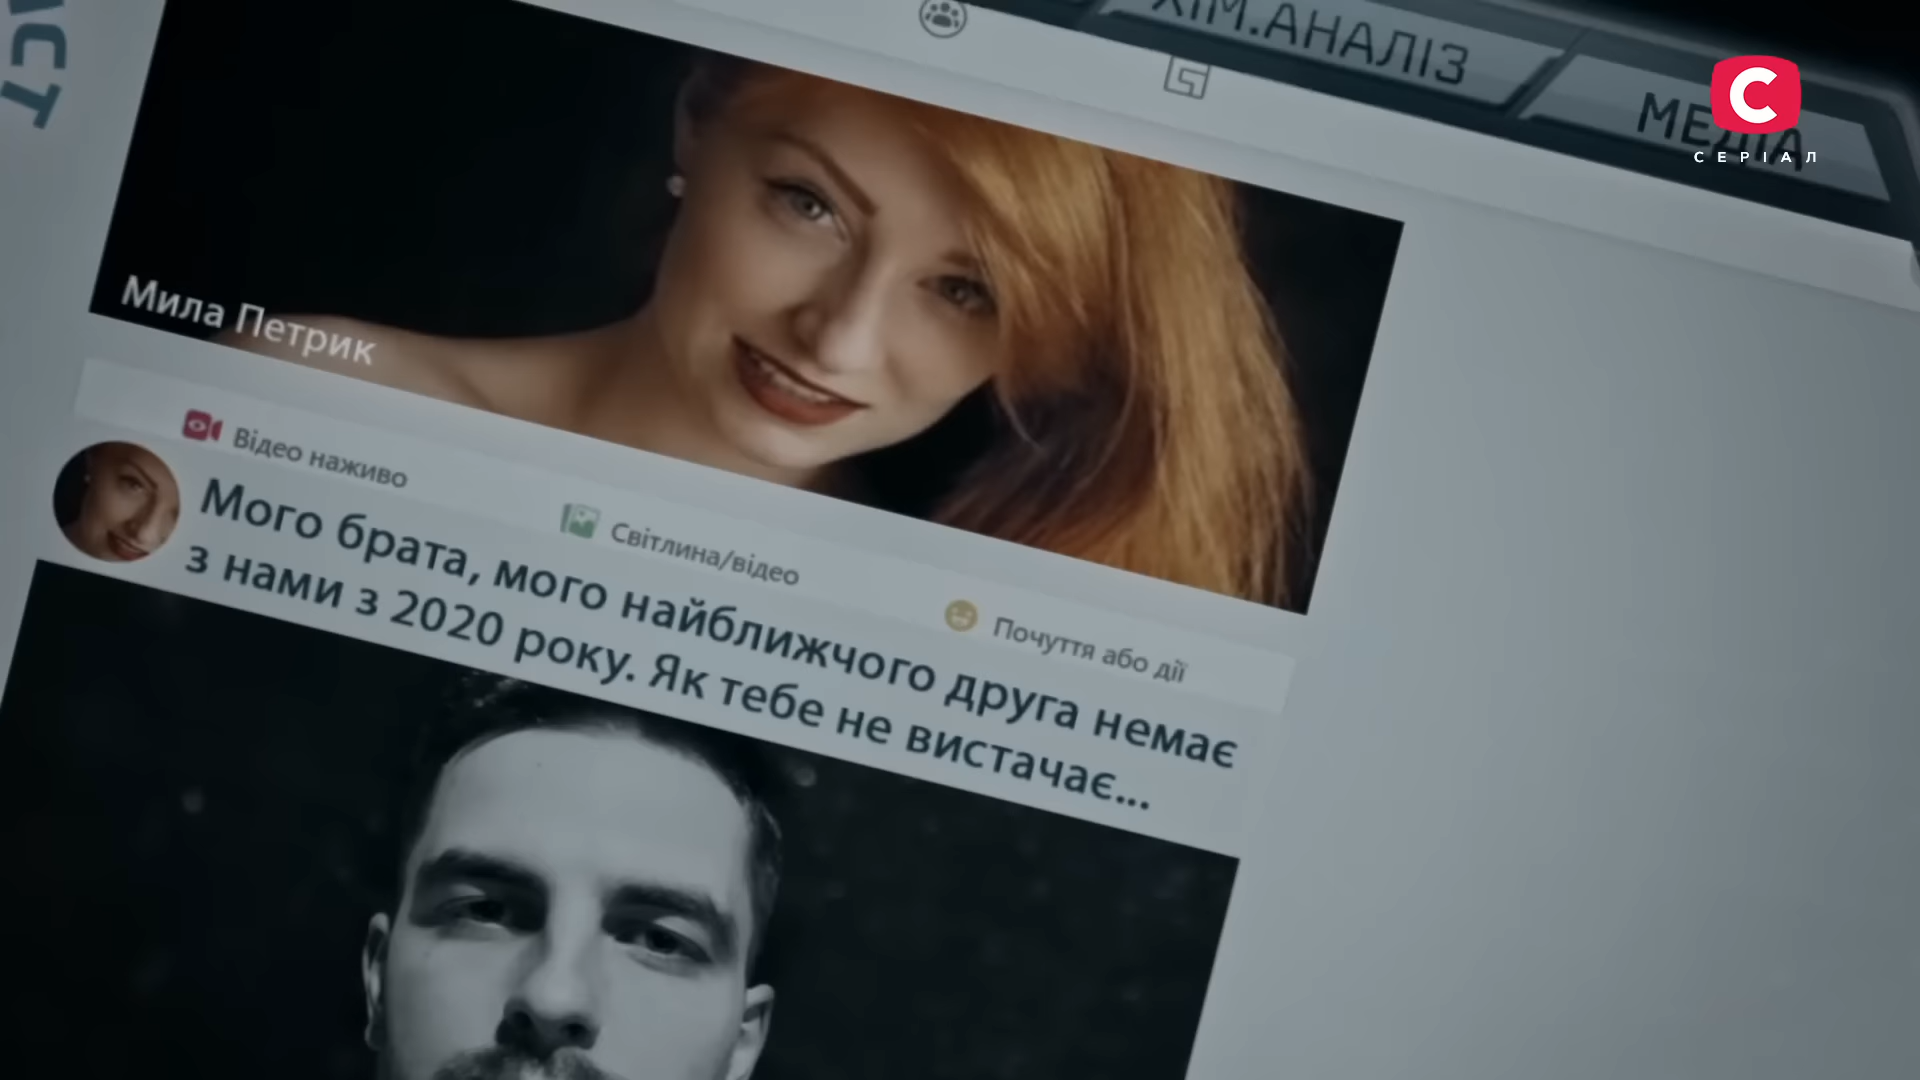 ХІМ.АНАЛІЗ
МЕДІА
С
СЕРІАЛ
Мила Петрик
Відео наживо
Світлина/відео
Почуття або дії
Мого брата, мого найближчого друга немає
з нами з 2020 року. Як тебе не вистачає...